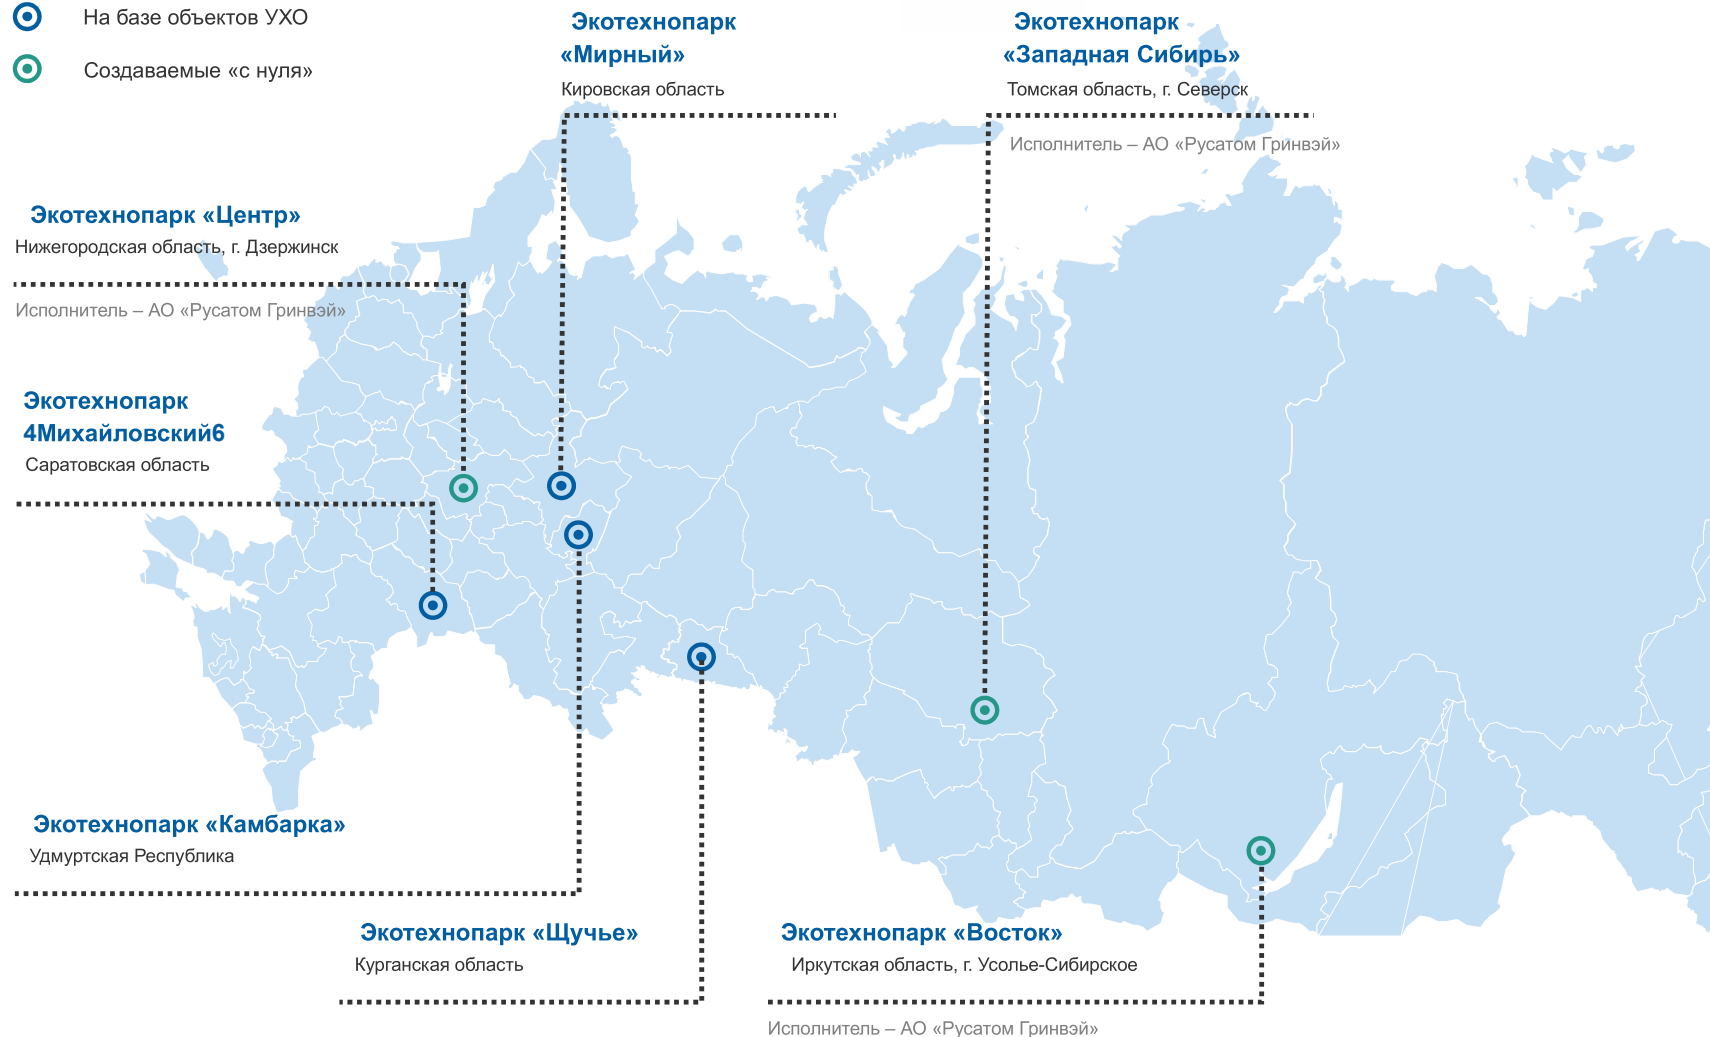 На базе объектов УХО
Создаваемые «с нуля»
Экотехнопарк
«Мирный»
Кировская область
Экотехнопарк
«Западная Сибирь»
Томская область, г. Северск
Исполнитель – АО «Русатом Гринвэй»
Экотехнопарк «Центр»
Нижегородская область, г. Дзержинск
Исполнитель – АО «Русатом Гринвэй»
Экотехнопарк
4Михайловский6
Саратовская область
Экотехнопарк «Камбарка»
Удмуртская Республика
Экотехнопарк «Щучье»
Курганская область
Экотехнопарк «Восток»
Иркутская область, г. Усолье-Сибирское
Исполнитель – АО «Русатом Гринвэй»